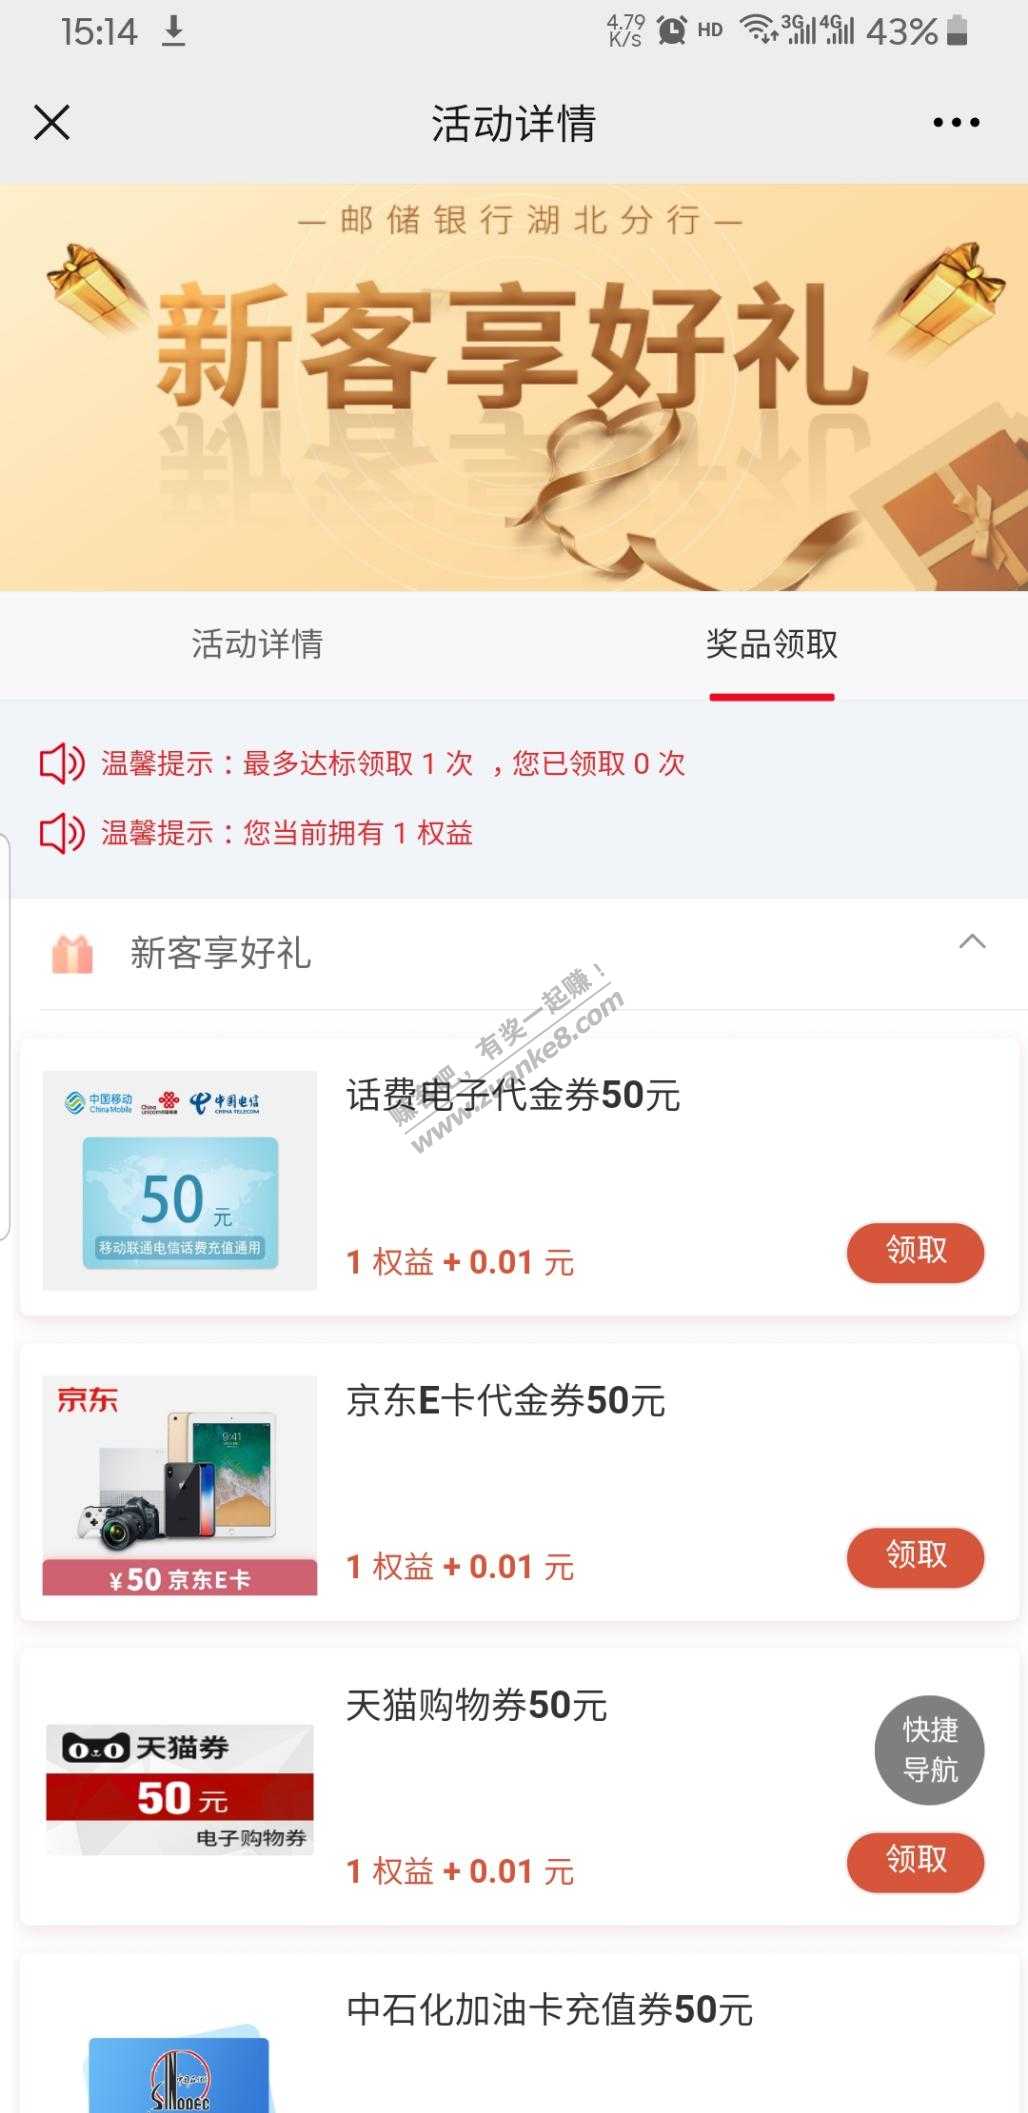 15:14
4.79
K/s
HD
3G
4G
43%
活动详情
— 邮储银行湖北分行 —
新客享好礼
活动详情
奖品领取
温馨提示：最多达标领取 1 次 ，您已领取 0 次
温馨提示：您当前拥有 1 权益
新客享好礼
赚客吧，有奖一起赚！
www.zuanke8.com
话费电子代金券50元
中国移动
China Mobile
China unicom
中国电信
CHINA TELECOM
50 元
移动联通电信话费充值通用
1 权益 + 0.01 元
领取
京东E卡代金券50元
京东
9:41
¥50 京东E卡
1 权益 + 0.01 元
领取
天猫购物券50元
天猫券
50 元
电子购物券
快捷
导航
1 权益 + 0.01 元
领取
中石化加油卡充值券50元
SINOPEC